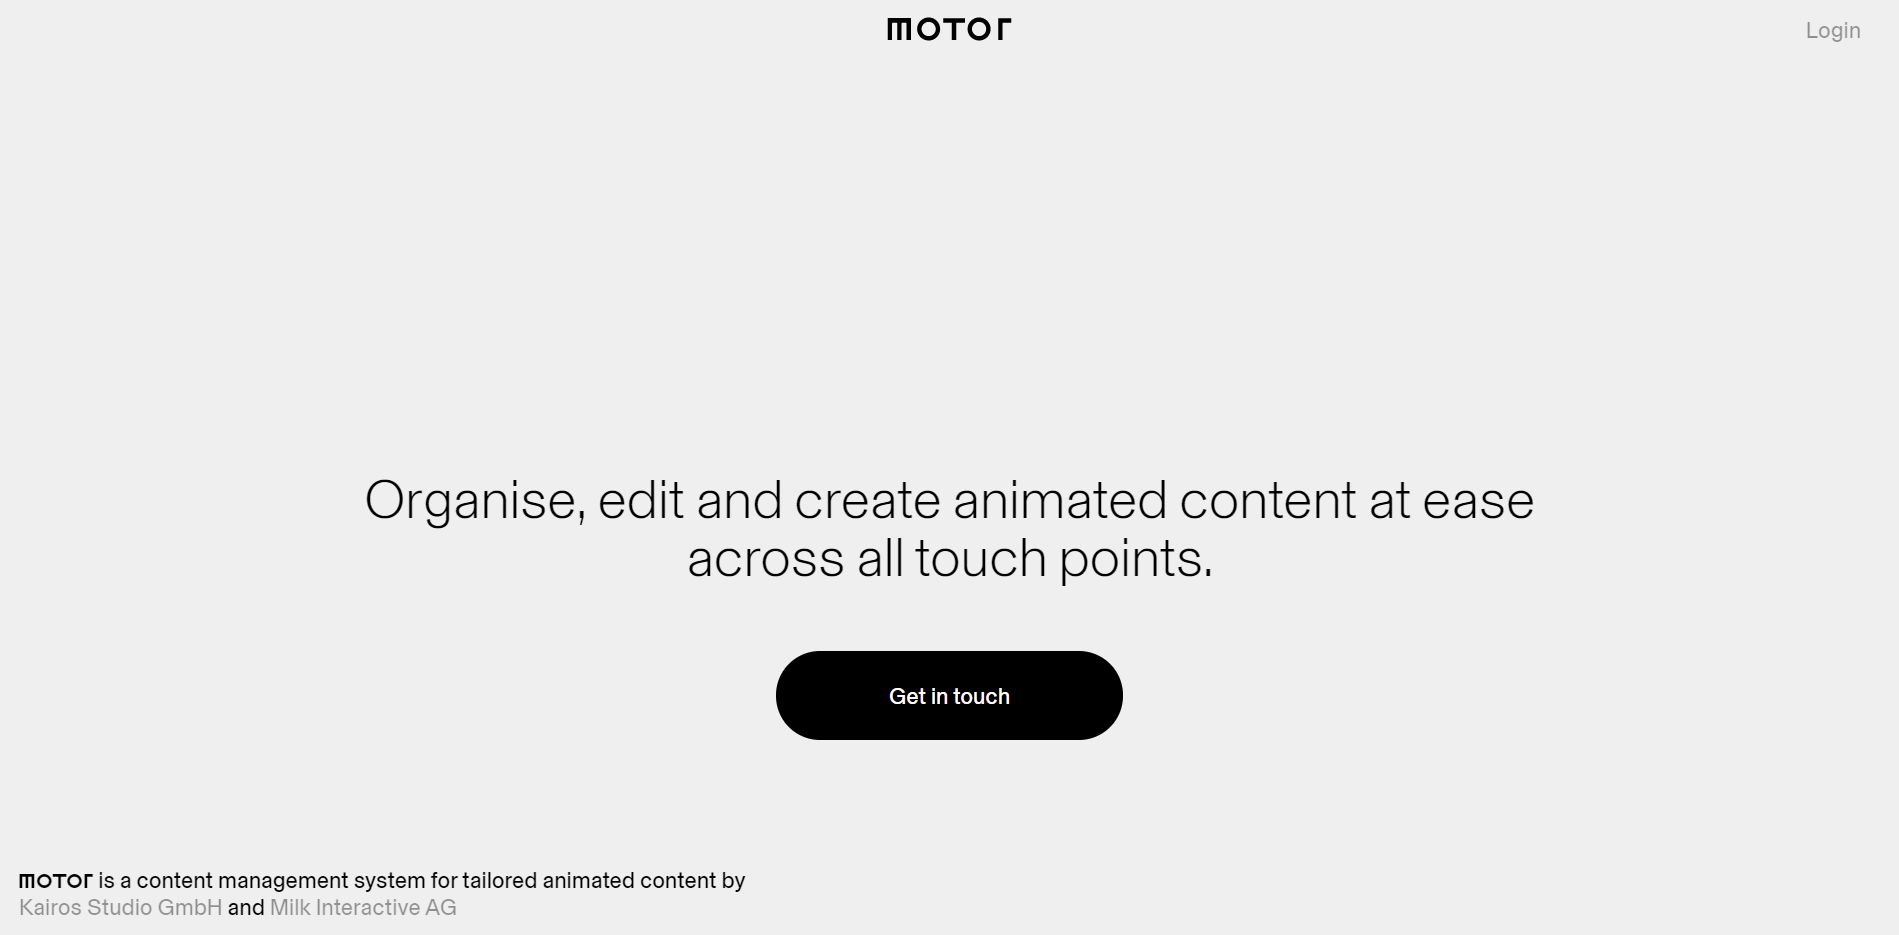 motor
Login
Organise, edit and create animated content at ease
across all touch points.
Get in touch
motor is a content management system for tailored animated content by
Kairos Studio GmbH and Milk Interactive AG